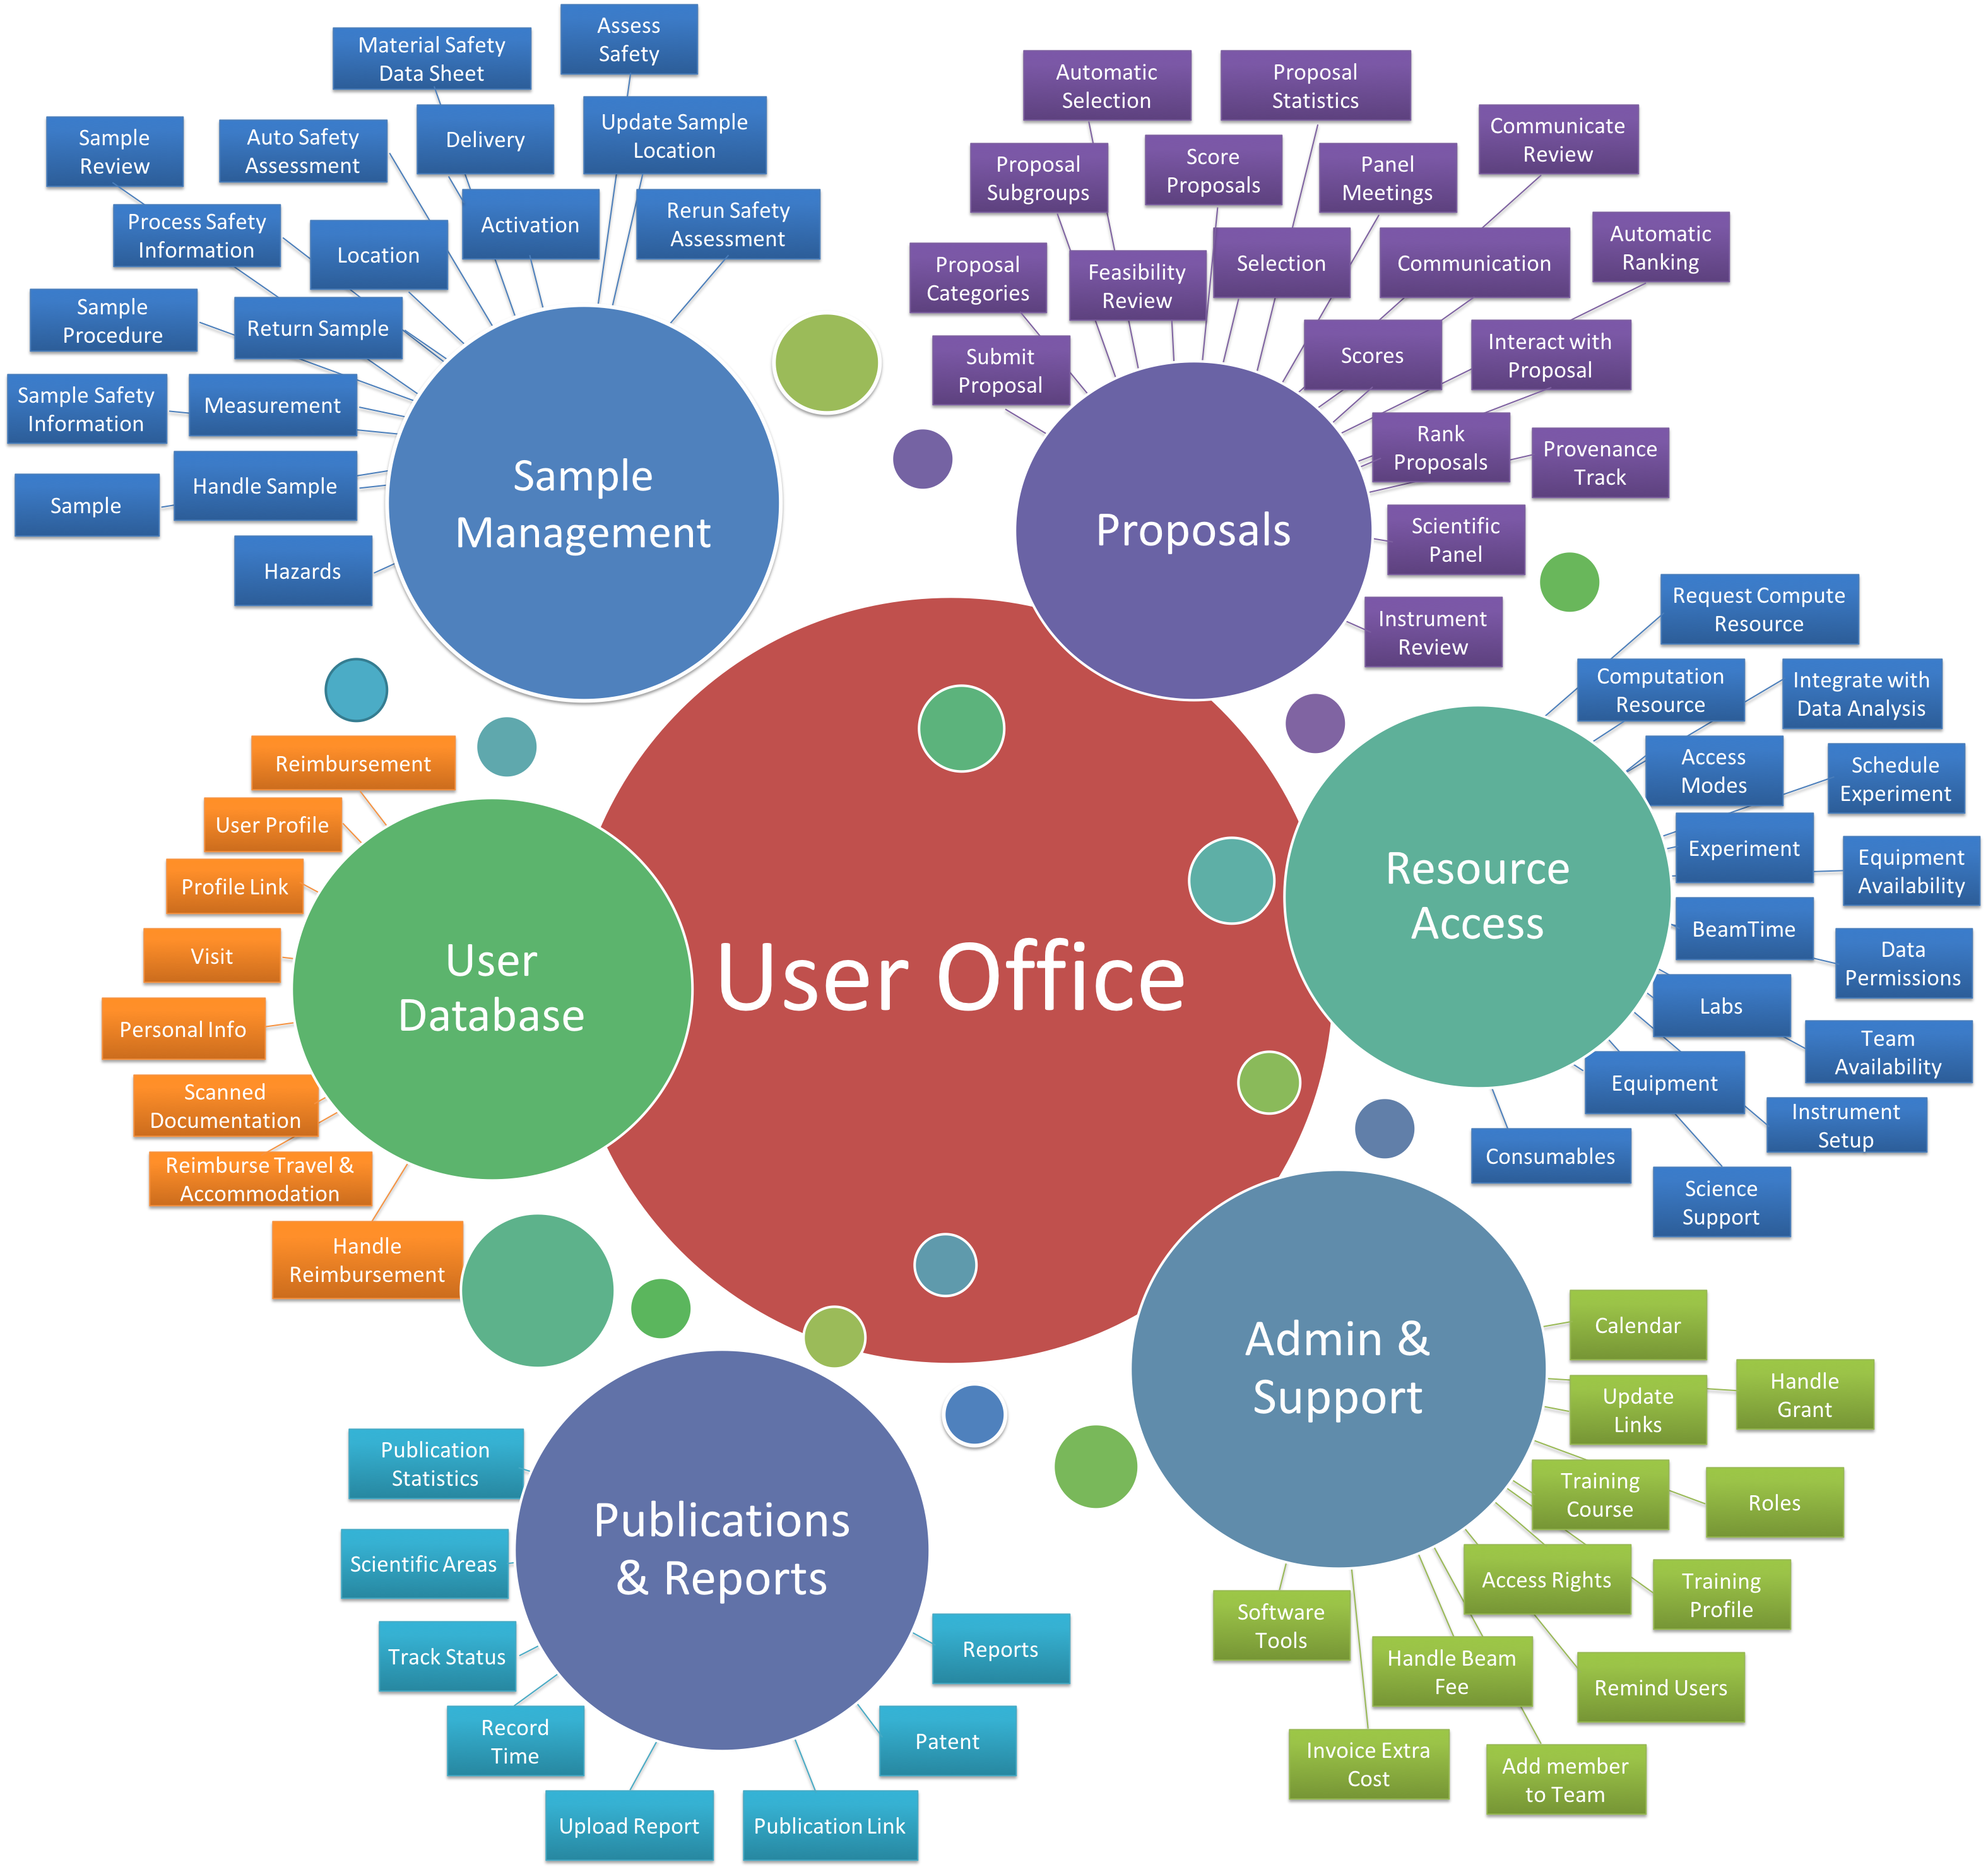 Assess
Safety
Material Safety
Data Sheet
Delivery
Update Sample
Location
Sample
Review
Auto Safety
Assessment
Activation
Rerun Safety
Assessment
Process Safety
Information
Location
Sample
Procedure
Return Sample
Sample Safety
Information
Measurement
Sample
Handle Sample
Hazards
Sample
Management
Automatic
Selection
Proposal
Statistics
Communicate
Review
Proposal
Subgroups
Score
Proposals
Panel
Meetings
Automatic
Ranking
Proposal
Categories
Feasibility
Review
Selection
Communication
Submit
Proposal
Scores
Interact with
Proposal
Rank
Proposals
Provenance
Track
Scientific
Panel
Instrument
Review
Proposals
Request Compute
Resource
Computation
Resource
Integrate with
Data Analysis
Access
Modes
Schedule
Experiment
Experiment
Equipment
Availability
BeamTime
Data
Permissions
Labs
Team
Availability
Equipment
Instrument
Setup
Consumables
Science
Support
Resource
Access
User Office
Reimbursement
User Profile
Profile Link
Visit
Personal Info
Scanned
Documentation
Reimburse Travel &
Accommodation
Handle
Reimbursement
User
Database
Admin &
Support
Calendar
Update
Links
Handle
Grant
Training
Course
Roles
Access Rights
Training
Profile
Software
Tools
Handle Beam
Fee
Remind Users
Invoice Extra
Cost
Add member
to Team
Publications
& Reports
Publication
Statistics
Scientific Areas
Track Status
Record
Time
Upload Report
Publication Link
Patent
Reports